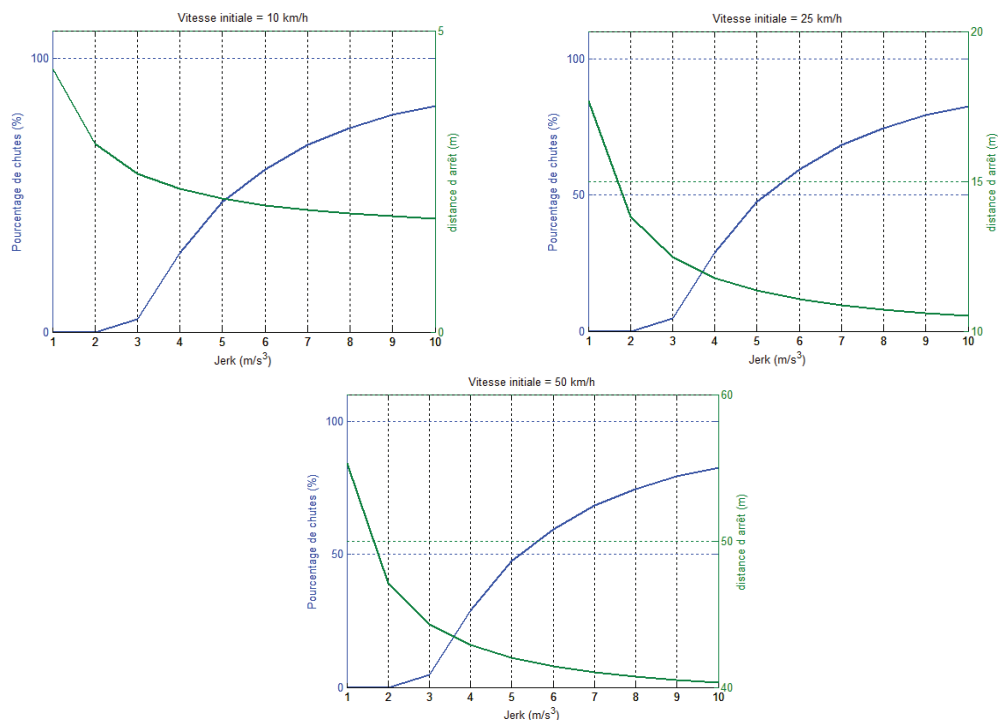 Vitesse initiale = 10 km/h
Pourcentage de chutes (%)
100
0
5
0
distance d arrêt (m)
1 2 3 4 5 6 7 8 9 10
Jerk (m/s³)
Vitesse initiale = 25 km/h
Pourcentage de chutes (%)
100
50
0
20
15
10
distance d arrêt (m)
1 2 3 4 5 6 7 8 9 10
Jerk (m/s³)
Vitesse initiale = 50 km/h
Pourcentage de chutes (%)
100
50
0
60
50
40
distance d arrêt (m)
1 2 3 4 5 6 7 8 9 10
Jerk (m/s³)